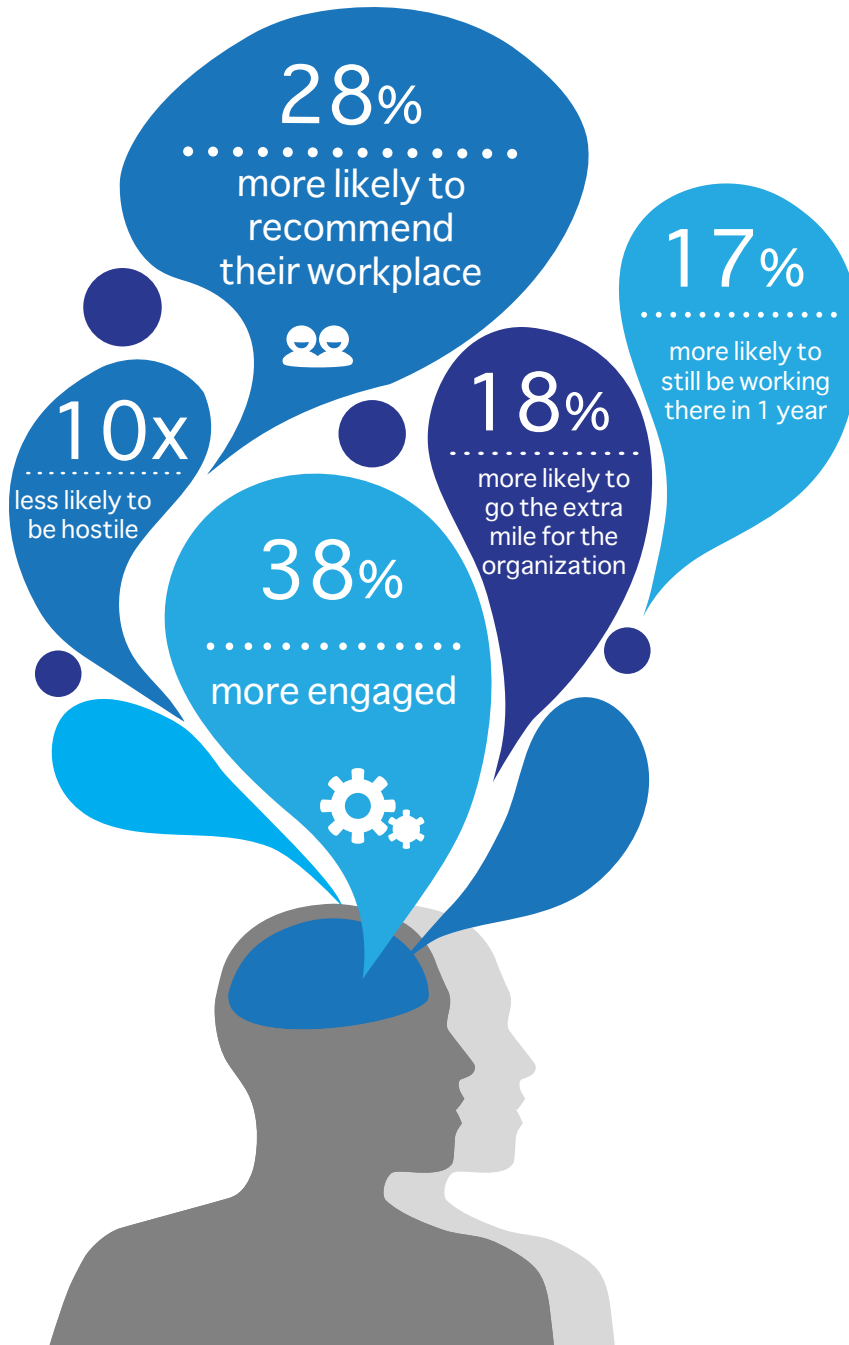 28%
more likely to
recommend
their workplace
17%
more likely to
still be working
there in 1 year
10x
less likely to
be hostile
18%
more likely to
go the extra
mile for the
organization
38%
more engaged